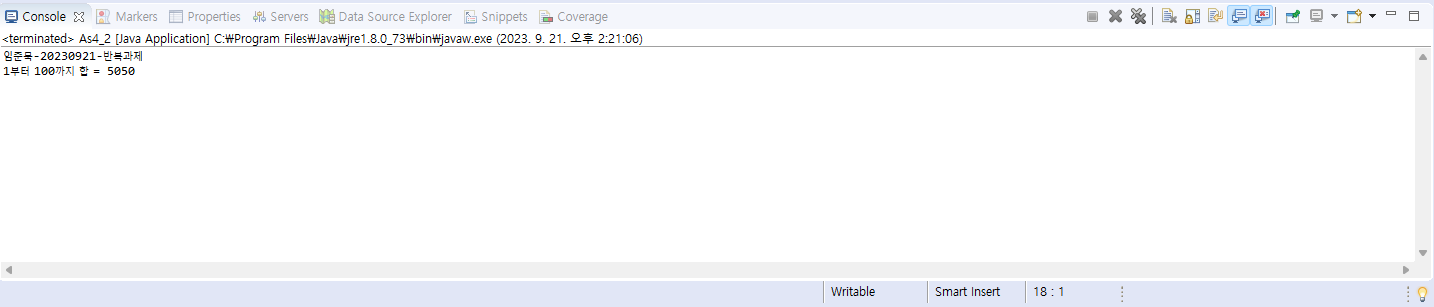 Console Markers Properties Servers Data Source Explorer Snippets Coverage
<terminated> As4_2 [Java Application] C:₩Program Files₩Java₩jre1.8.0_73₩bin₩javaw.exe (2023. 9. 21. 오후 2:21:06)
임준묵-20230921-반복과제
1부터 100까지 합 = 5050
Writable Smart Insert 18 : 1